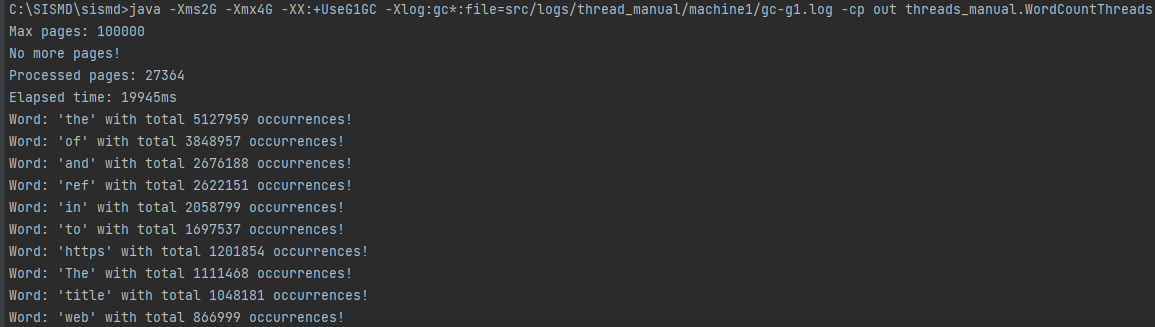 C:\SISMD\sismd>java -Xms2G -Xmx4G -XX:+UseG1GC -Xlog:gc*:file=src/logs/thread_manual/machine1/gc-g1.log -cp out threads_manual.WordCountThreads
Max pages: 100000
No more pages!
Processed pages: 27364
Elapsed time: 19945ms
Word: 'the' with total 5127959 occurrences!
Word: 'of' with total 3848957 occurrences!
Word: 'and' with total 2676188 occurrences!
Word: 'ref' with total 2622151 occurrences!
Word: 'in' with total 2058799 occurrences!
Word: 'to' with total 1697537 occurrences!
Word: 'https' with total 1201854 occurrences!
Word: 'The' with total 1111468 occurrences!
Word: 'title' with total 1048181 occurrences!
Word: 'web' with total 866999 occurrences!